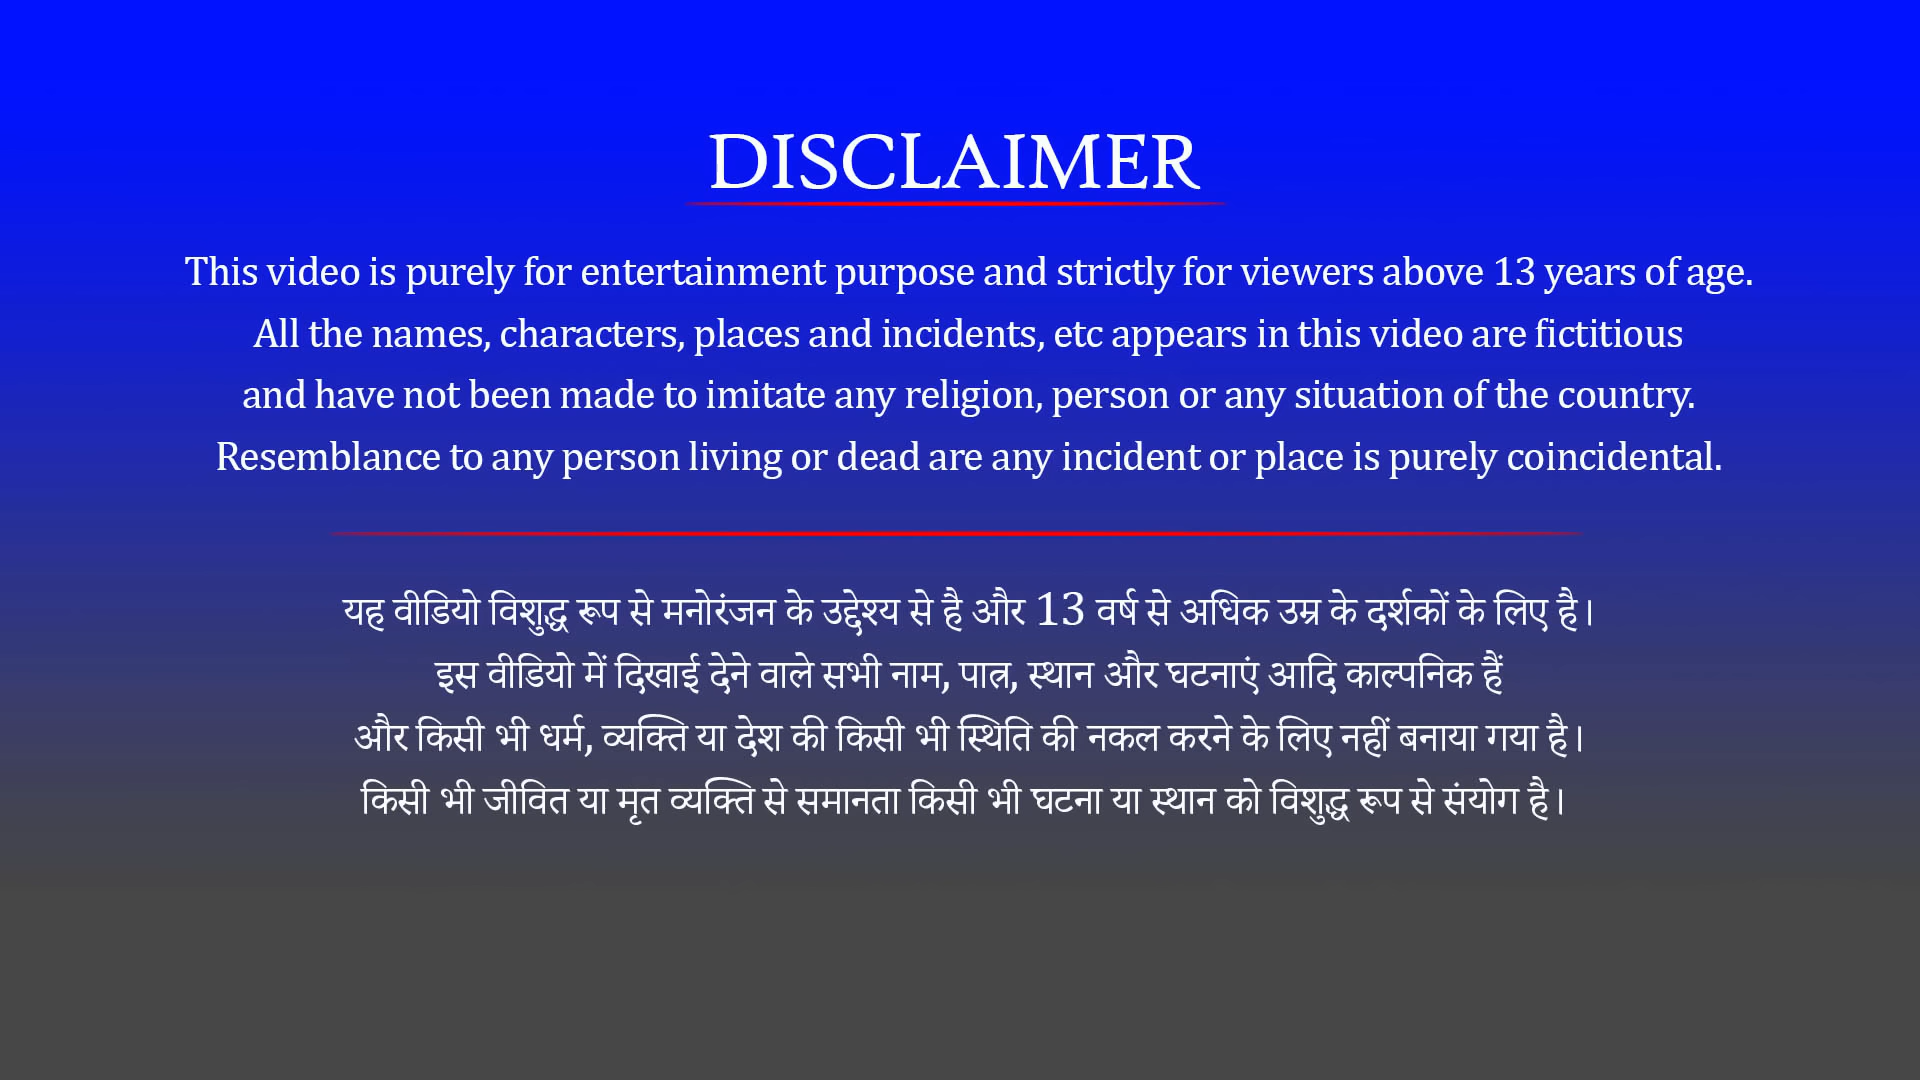 DISCLAIMER
This video is purely for entertainment purpose and strictly for viewers above 13 years of age.
All the names, characters, places and incidents, etc appears in this video are fictitious
and have not been made to imitate any religion, person or any situation of the country.
Resemblance to any person living or dead are any incident or place is purely coincidental.
यह वीडियो विशुद्ध रूप से मनोरंजन के उद्देश्य से है और 13 वर्ष से अधिक उम्र के दर्शकों के लिए है।
इस वीडियो में दिखाई देने वाले सभी नाम, पात्र, स्थान और घटनाएं आदि काल्पनिक हैं
और किसी भी धर्म, व्यक्ति या देश की किसी भी स्थिति की नकल करने के लिए नहीं बनाया गया है।
किसी भी जीवित या मृत व्यक्ति से समानता किसी भी घटना या स्थान को विशुद्ध रूप से संयोग है।